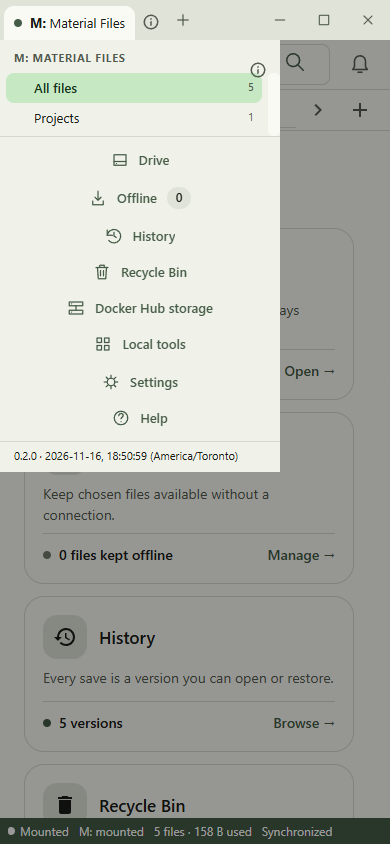 M: Material Files
M: MATERIAL FILES
All files 5
Projects 1
Drive
Offline 0
History
Recycle Bin
Docker Hub storage
Local tools
Settings
Help
0.2.0 · 2026-11-16, 18:50:59 (America/Toronto)
ays
Open →
Keep chosen files available without a
connection.
0 files kept offline Manage →
History
Every save is a version you can open or restore.
5 versions Browse →
Recycle Bin
Mounted M: mounted 5 files · 158 B used Synchronized